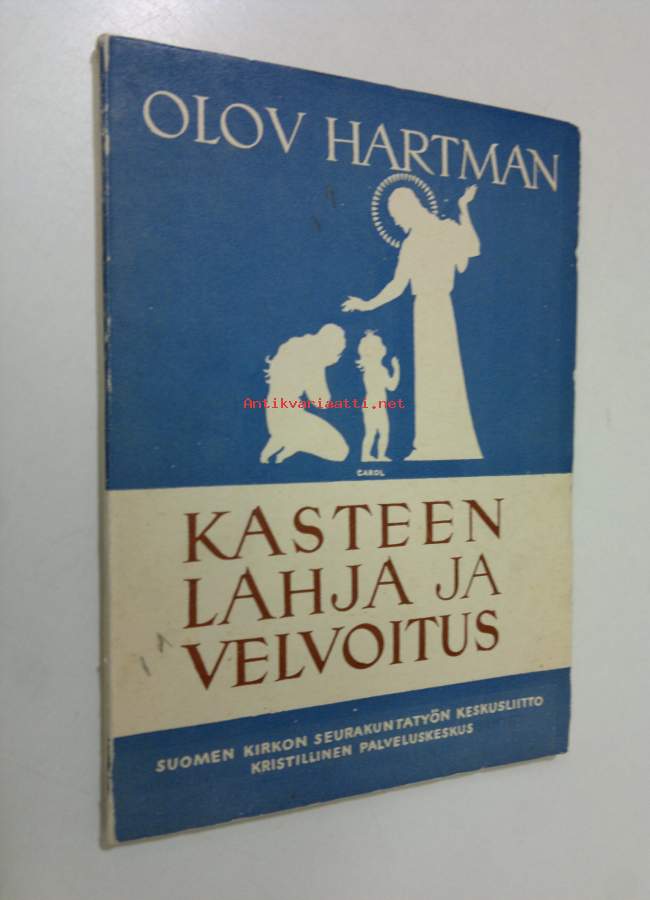 OLOV HARTMAN
Antikvariaatti.net
CAROL
KASTEEN
LAHJA JA
VELVOITUS
SUOMEN KIRKON SEURAKUNTATYÖN KESKUSLIITTO
KRISTILLINEN PALVELUSKESKUS